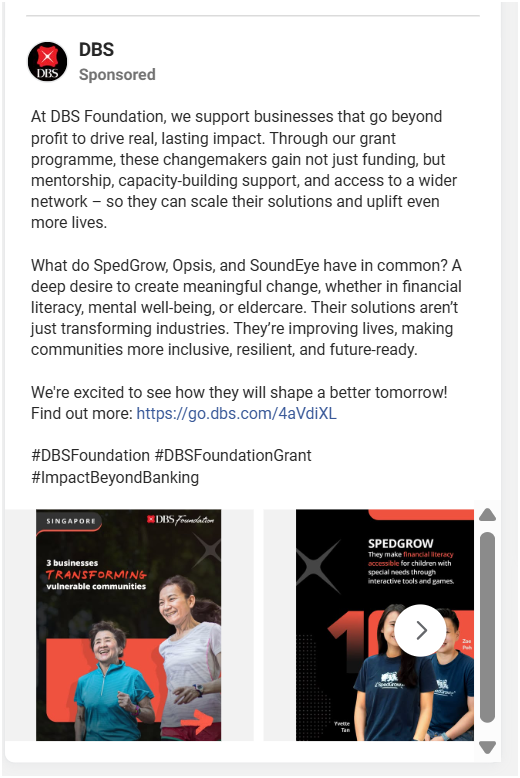 DBS
DBS
Sponsored
At DBS Foundation, we support businesses that go beyond
profit to drive real, lasting impact. Through our grant
programme, these changemakers gain not just funding, but
mentorship, capacity-building support, and access to a wider
network – so they can scale their solutions and uplift even
more lives.
What do SpedGrow, Opsis, and SoundEye have in common? A
deep desire to create meaningful change, whether in financial
literacy, mental well-being, or eldercare. Their solutions aren’t
just transforming industries. They’re improving lives, making
communities more inclusive, resilient, and future-ready.
We're excited to see how they will shape a better tomorrow!
Find out more: https://go.dbs.com/4aVdiXL
#DBSFoundation #DBSFoundationGrant
#ImpactBeyondBanking
SINGAPORE
DBS Foundation
3 businesses
TRANSFORMING
vulnerable communities
SPEDGROW
They make financial literacy
accessible for children with
special needs through
interactive tools and games.
1
Zae
Poh
SpedGrow
SpedGrow
Yvette
Tan